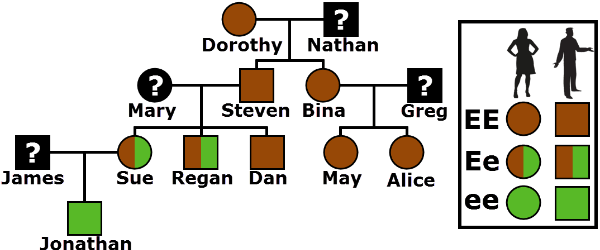 ?
Dorothy Nathan
? ?
Mary Steven Bina Greg
?
James Sue Regan Dan May Alice
Jonathan
EE
Ee
ee